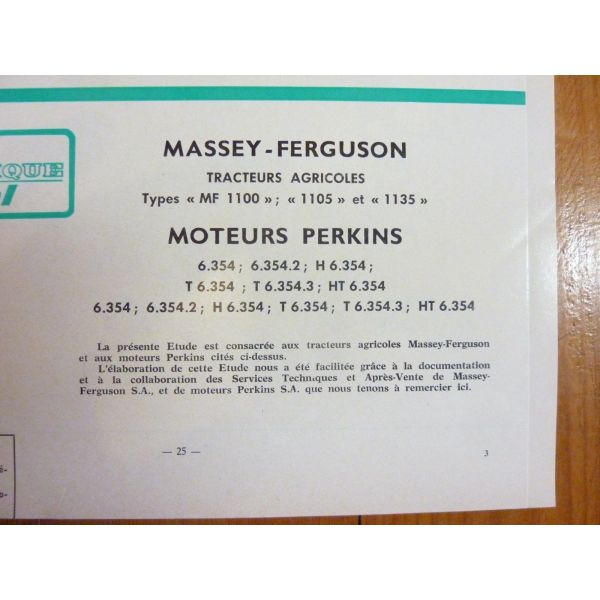 IQUE
MASSEY-FERGUSON
TRACTEURS AGRICOLES
Types « MF 1100 » ; « 1105 » et « 1135 »
MOTEURS PERKINS
6.354 ; 6.354.2 ; H 6.354 ;
T 6.354 ; T 6.354.3 ; HT 6.354
6.354 ; 6.354.2 ; H 6.354 ; T 6.354 ; T 6.354.3 ; HT 6.354
La présente Etude est consacrée aux tracteurs agricoles Massey-Ferguson
et aux moteurs Perkins cités ci-dessus.
L'élaboration de cette Etude nous a été facilitée grâce à la documentation
et à la collaboration des Services Techniques et Après-Vente de Massey-
Ferguson S.A., et de moteurs Perkins S.A. que nous tenons à remercier ici.
— 25 —
3